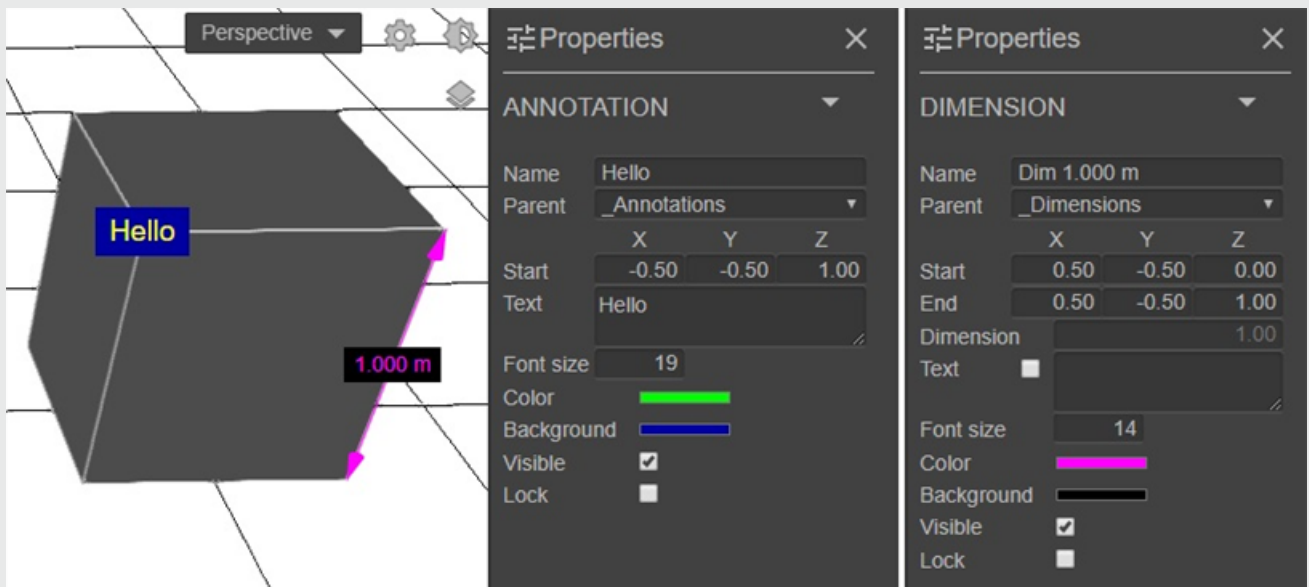 Perspective
Hello
1.000 m
Properties
ANNOTATION
Name Hello
Parent _Annotations
X Y Z
Start -0.50 -0.50 1.00
Text Hello
Font size 19
Color
Background
Visible
Lock
Properties
DIMENSION
Name Dim 1.000 m
Parent _Dimensions
X Y Z
Start 0.50 -0.50 0.00
End 0.50 -0.50 1.00
Dimension 1.00
Text
Font size 14
Color
Background
Visible
Lock